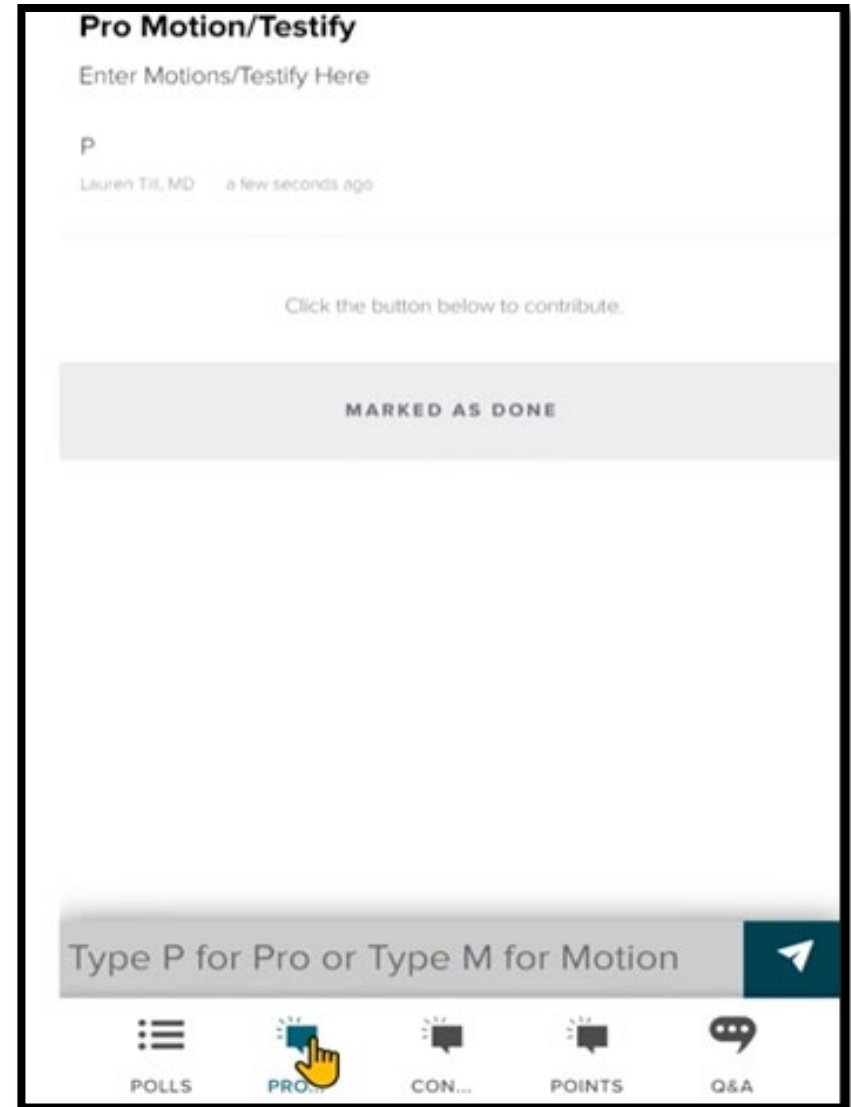 Pro Motion/Testify
Enter Motions/Testify Here
P
Lauren Till, MD a few seconds ago
Click the button below to contribute.
MARKED AS DONE
Type P for Pro or Type M for Motion
POLLS PRO... CON... POINTS Q&A